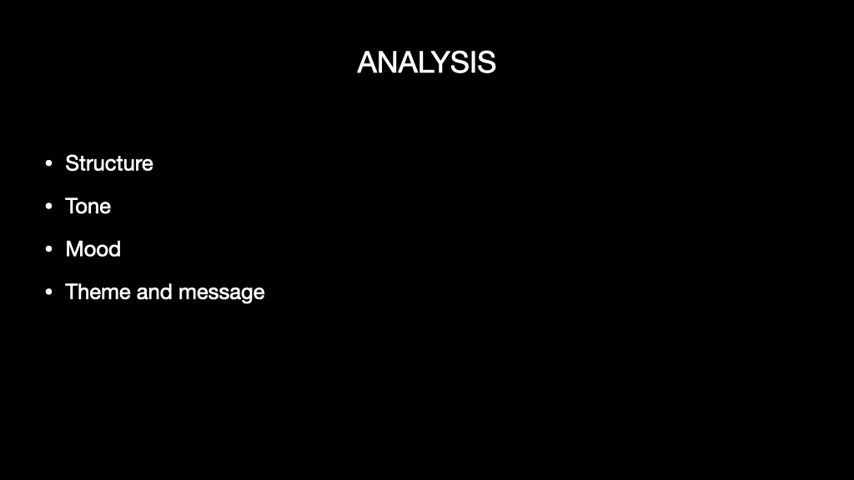 ANALYSIS
• Structure
• Tone
• Mood
• Theme and message